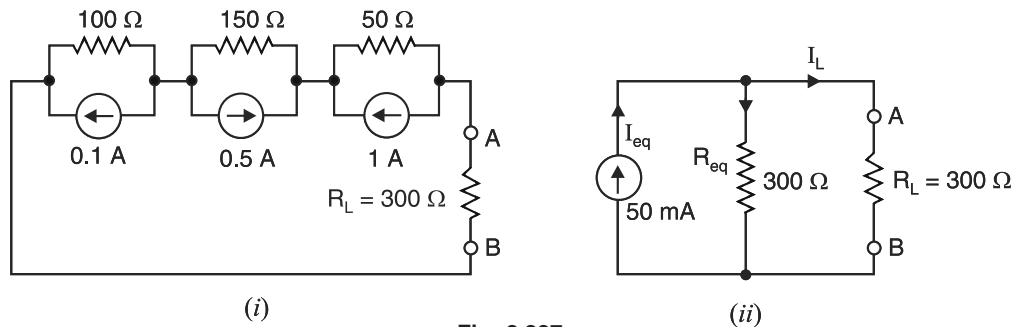 100 Ω 150 Ω 50 Ω
0.1 A 0.5 A 1 A
A
R_L = 300 Ω
B
(i)
I_L
I_eq
R_eq
300 Ω
50 mA
A
R_L = 300 Ω
B
(ii)